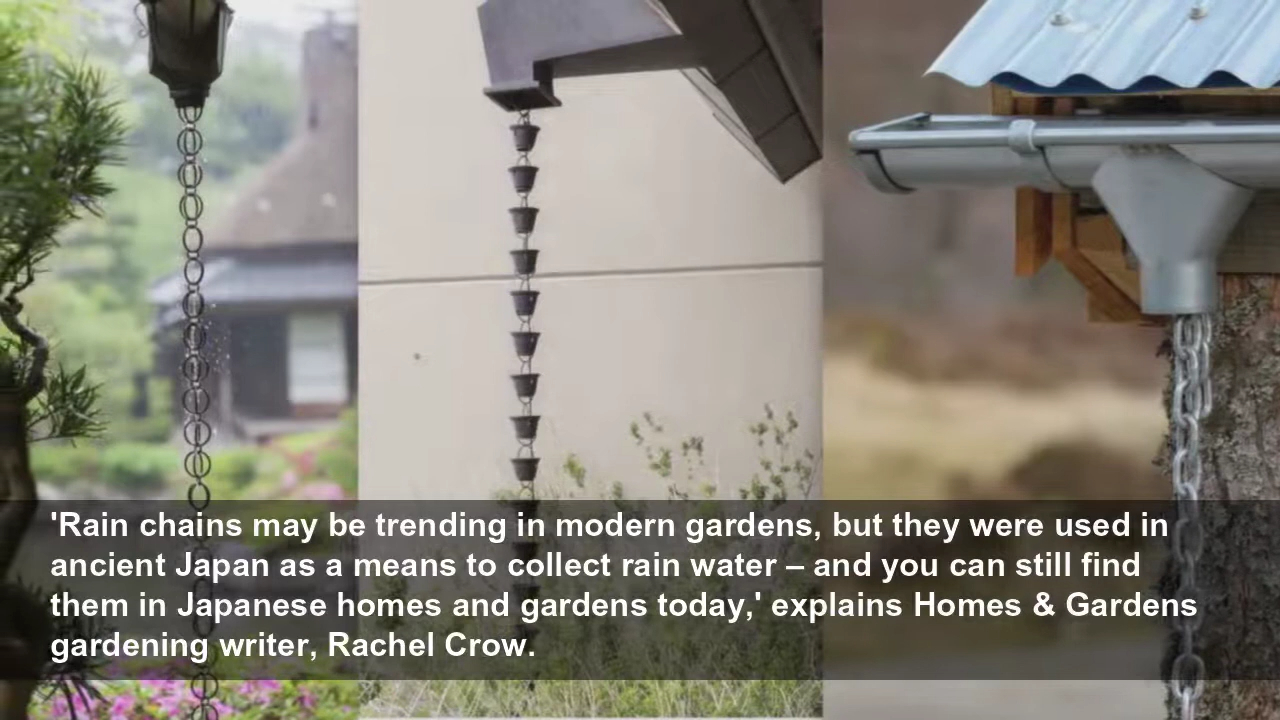 'Rain chains may be trending in modern gardens, but they were used in
ancient Japan as a means to collect rain water – and you can still find
them in Japanese homes and gardens today,' explains Homes & Gardens
gardening writer, Rachel Crow.